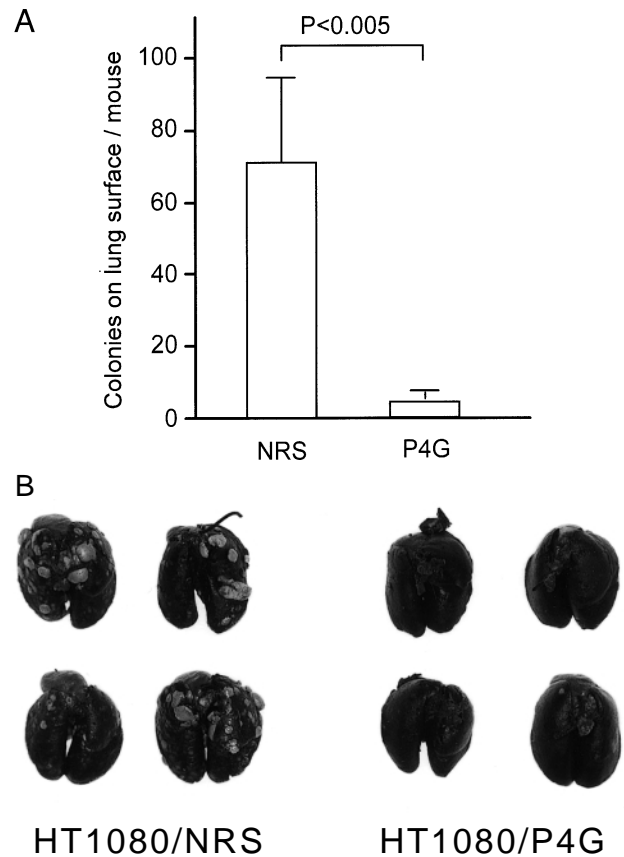 A
P<0.005
Colonies on lung surface / mouse
100
80
60
40
20
0
NRS
P4G
B
HT1080/NRS
HT1080/P4G